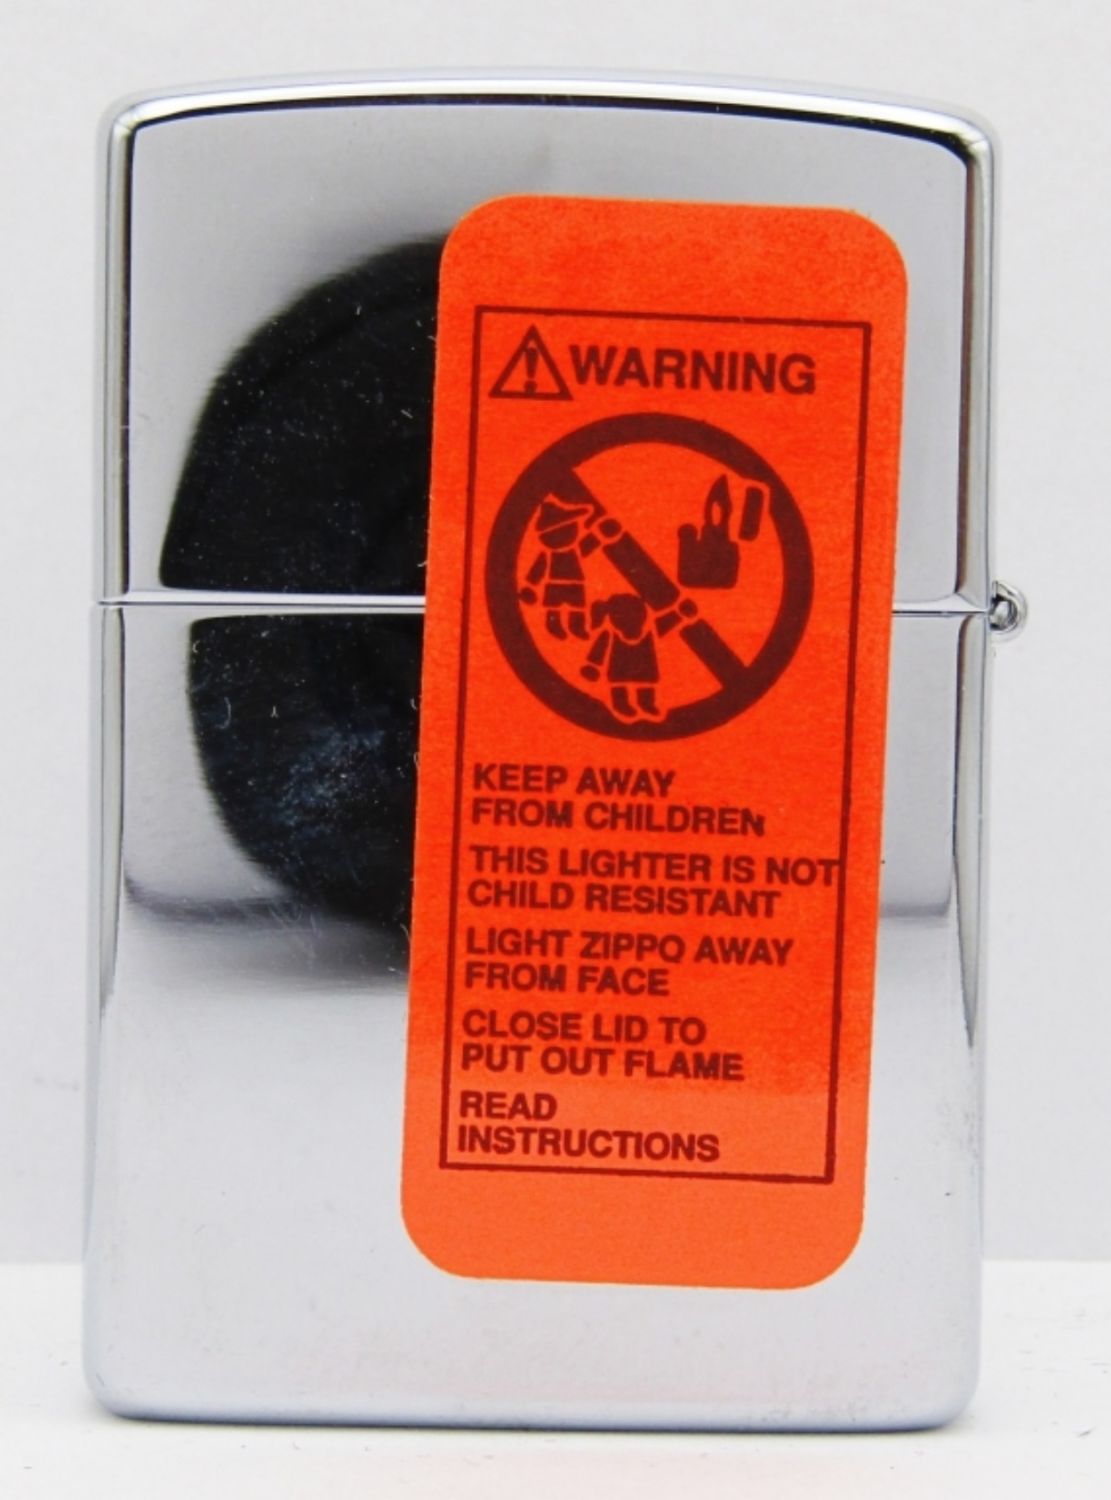 WARNING
KEEP AWAY
FROM CHILDREN
THIS LIGHTER IS NOT
CHILD RESISTANT
LIGHT ZIPPO AWAY
FROM FACE
CLOSE LID TO
PUT OUT FLAME
READ
INSTRUCTIONS